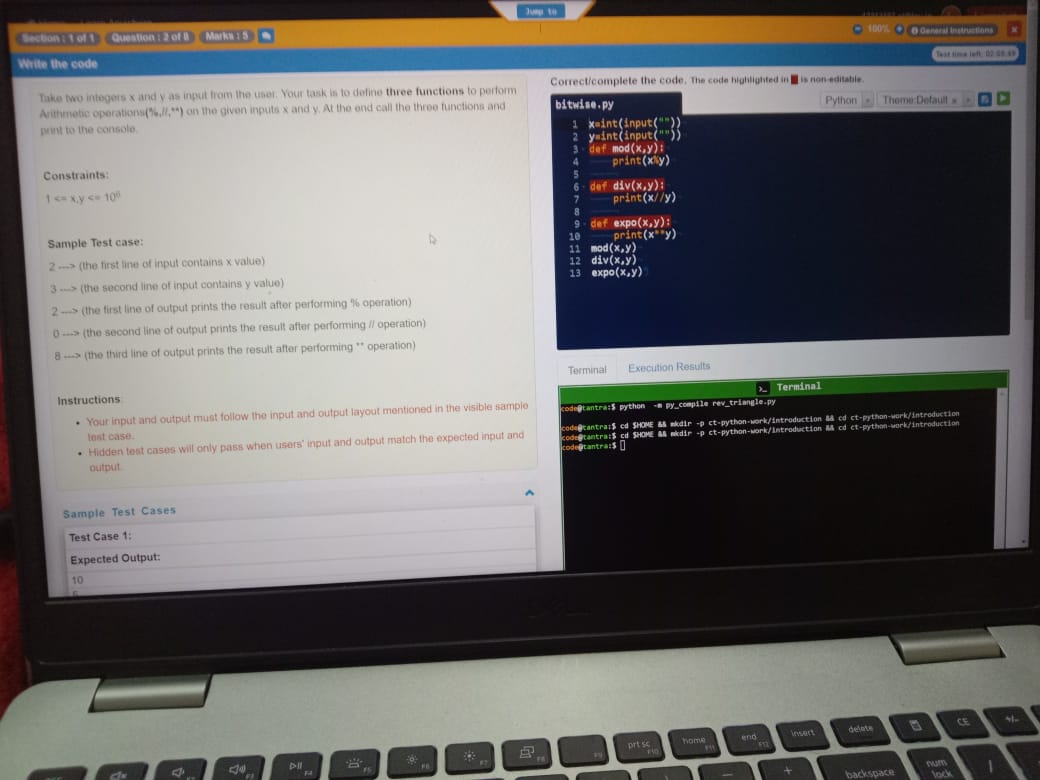 Jump to
Section : 1 of 1 Question : 2 of 8 Marks : 5
100% General Instructions
Test time left:
Write the code
Take two integers x and y as input from the user. Your task is to define three functions to perform
Arithmetic operations(%,//,**) on the given inputs x and y. At the end call the three functions and
print to the console.
Constraints:
1 <= x,y <= 10⁶
Sample Test case:
2 ---> (the first line of input contains x value)
3 ---> (the second line of input contains y value)
2 ---> (the first line of output prints the result after performing % operation)
0 ---> (the second line of output prints the result after performing // operation)
8 ---> (the third line of output prints the result after performing ** operation)
Instructions
• Your input and output must follow the input and output layout mentioned in the visible sample
test case.
• Hidden test cases will only pass when users' input and output match the expected input and
output.
Sample Test Cases
Test Case 1:
Expected Output:
10
Correct/complete the code. The code highlighted in is non-editable.
bitwise.py
Python Theme:Default
1 x=int(input(""))
2 y=int(input(""))
3 def mod(x,y):
4 print(x%y)
5
6 def div(x,y):
7 print(x//y)
8
9 def expo(x,y):
10 print(x**y)
11 mod(x,y)
12 div(x,y)
13 expo(x,y)
Terminal Execution Results
>_ Terminal
code@tantra:$ python -m py_compile rev_triangle.py
code@tantra:$ cd $HOME && mkdir -p ct-python-work/introduction && cd ct-python-work/introduction
code@tantra:$ cd $HOME && mkdir -p ct-python-work/introduction && cd ct-python-work/introduction
code@tantra:$
DELL
F3 F4 F5 F6 F7 F8 F9
prt sc F10
home F11
end F12
insert
delete
CE
+/-
backspace
num lock
/